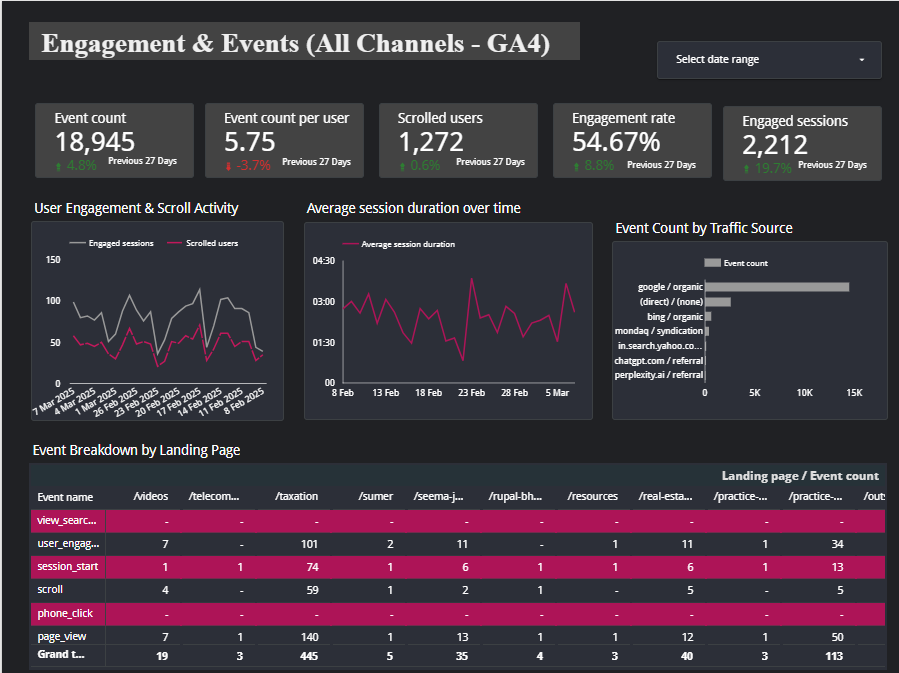 Engagement & Events (All Channels - GA4)
Select date range
Event count
18,945
4.8% Previous 27 Days
Event count per user
5.75
-3.7% Previous 27 Days
Scrolled users
1,272
0.6% Previous 27 Days
Engagement rate
54.67%
8.8% Previous 27 Days
Engaged sessions
2,212
19.7% Previous 27 Days
User Engagement & Scroll Activity
Engaged sessions Scrolled users
150
100
50
0
7 Mar 2025 4 Mar 2025 1 Mar 2025 26 Feb 2025 23 Feb 2025 20 Feb 2025 17 Feb 2025 14 Feb 2025 11 Feb 2025 8 Feb 2025
Average session duration over time
Average session duration
04:30
03:00
01:30
00
8 Feb 13 Feb 18 Feb 23 Feb 28 Feb 5 Mar
Event Count by Traffic Source
Event count
google / organic
(direct) / (none)
bing / organic
mondaq / syndication
in.search.yahoo.co...
chatgpt.com / referral
perplexity.ai / referral
0 5K 10K 15K
Event Breakdown by Landing Page
Landing page / Event count
Event name /videos /telecom... /taxation /sumer /seema-j... /rupal-bh... /resources /real-esta... /practice-... /practice-... /outs
view_searc... - - - - - - - - - -
user_engag... 7 - 101 2 11 - 1 11 1 34
session_start 1 1 74 1 6 1 1 6 1 13
scroll 4 - 59 1 2 1 - 5 - 5
phone_click - - - - - - - - - -
page_view 7 1 140 1 13 1 1 12 1 50
Grand t... 19 3 445 5 35 4 3 40 3 113